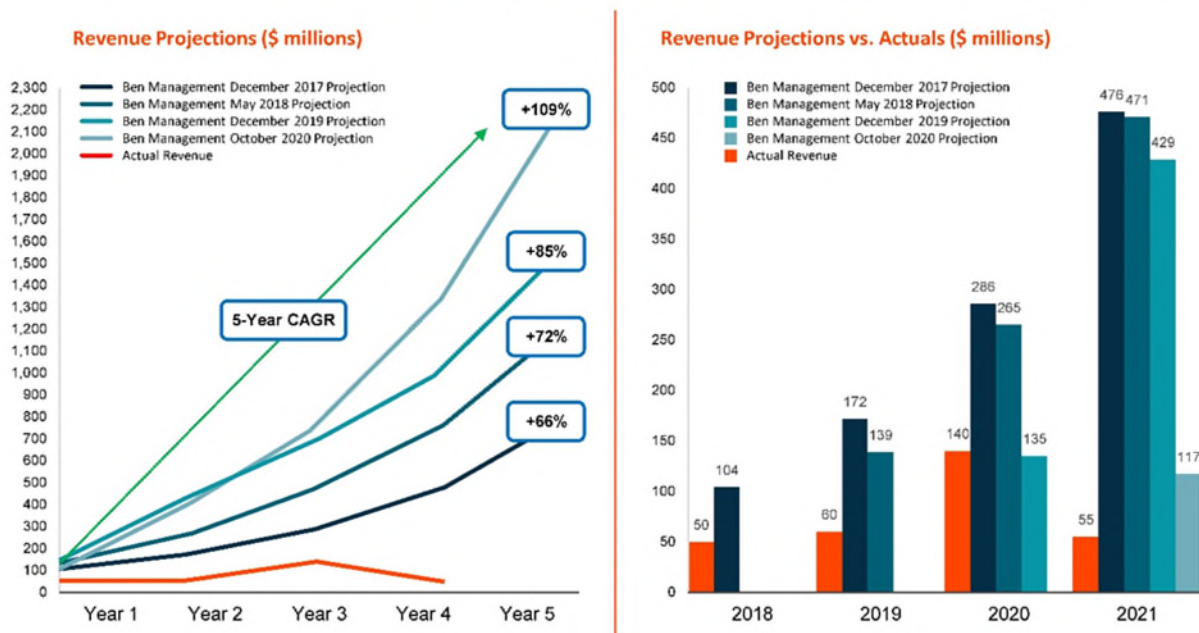 Revenue Projections ($ millions)
Ben Management December 2017 Projection
Ben Management May 2018 Projection
Ben Management December 2019 Projection
Ben Management October 2020 Projection
Actual Revenue
2,300
2,200
2,100
2,000
1,900
1,800
1,700
1,600
1,500
1,400
1,300
1,200
1,100
1,000
900
800
700
600
500
400
300
200
100
0
+109%
+85%
5-Year CAGR
+72%
+66%
Year 1 Year 2 Year 3 Year 4 Year 5
Revenue Projections vs. Actuals ($ millions)
Ben Management December 2017 Projection
Ben Management May 2018 Projection
Ben Management December 2019 Projection
Ben Management October 2020 Projection
Actual Revenue
500
450
400
350
300
250
200
150
100
50
0
50 104
60 172 139
140 286 265 135
55 476 471 429 117
2018 2019 2020 2021